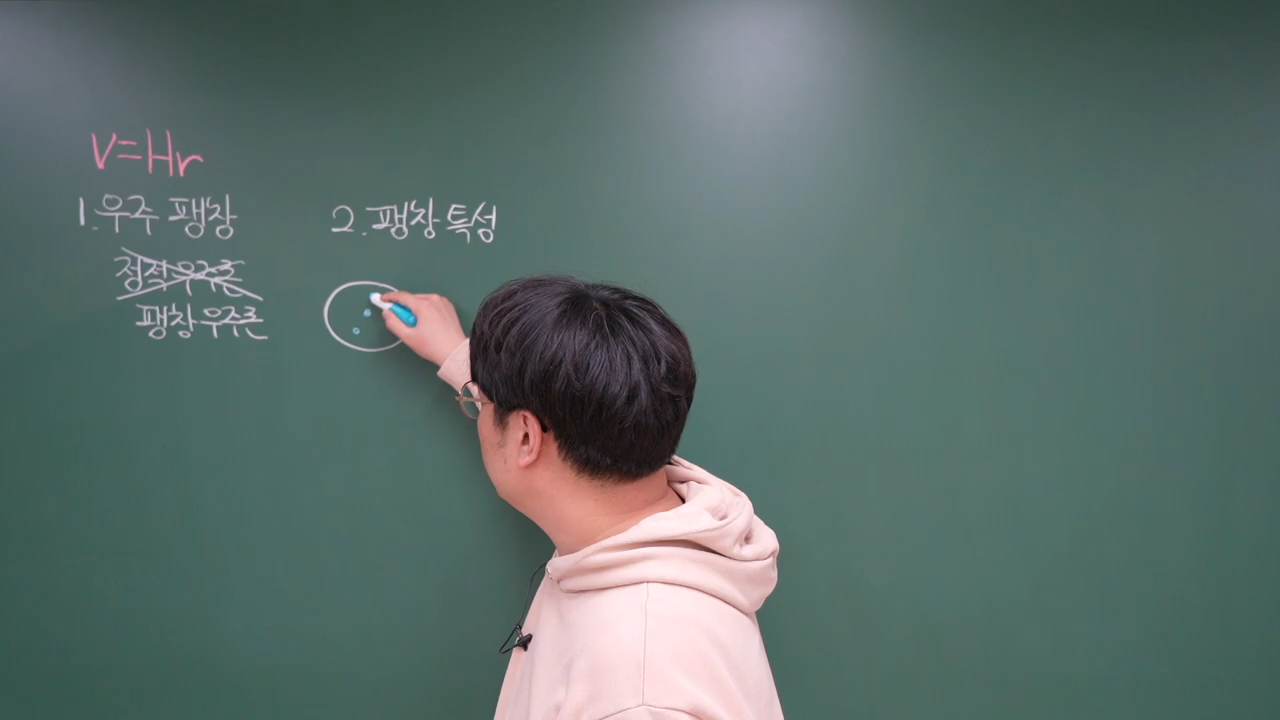 V=Hr
1. 우주 팽창
정적우주론
팽창우주론
2. 팽창 특성